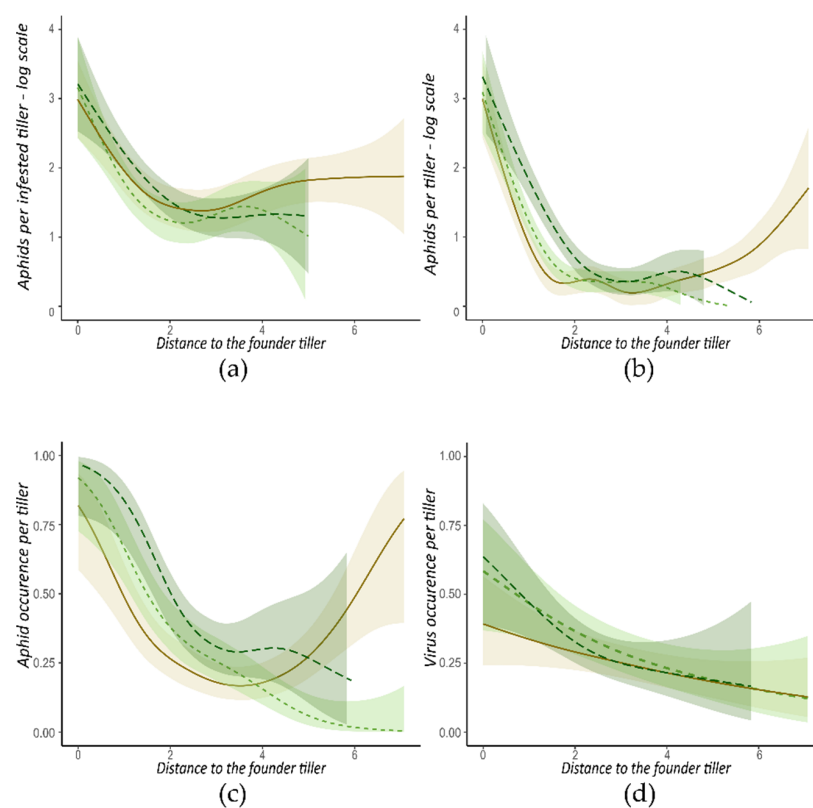 Aphids per infested tiller - log scale
4
3
2
1
0
0 2 4 6
Distance to the founder tiller
(a)
Aphids per tiller - log scale
4
3
2
1
0
0 2 4 6
Distance to the founder tiller
(b)
Aphid occurence per tiller
1.00
0.75
0.50
0.25
0.00
0 2 4 6
Distance to the founder tiller
(c)
Virus occurence per tiller
1.00
0.75
0.50
0.25
0.00
0 2 4 6
Distance to the founder tiller
(d)